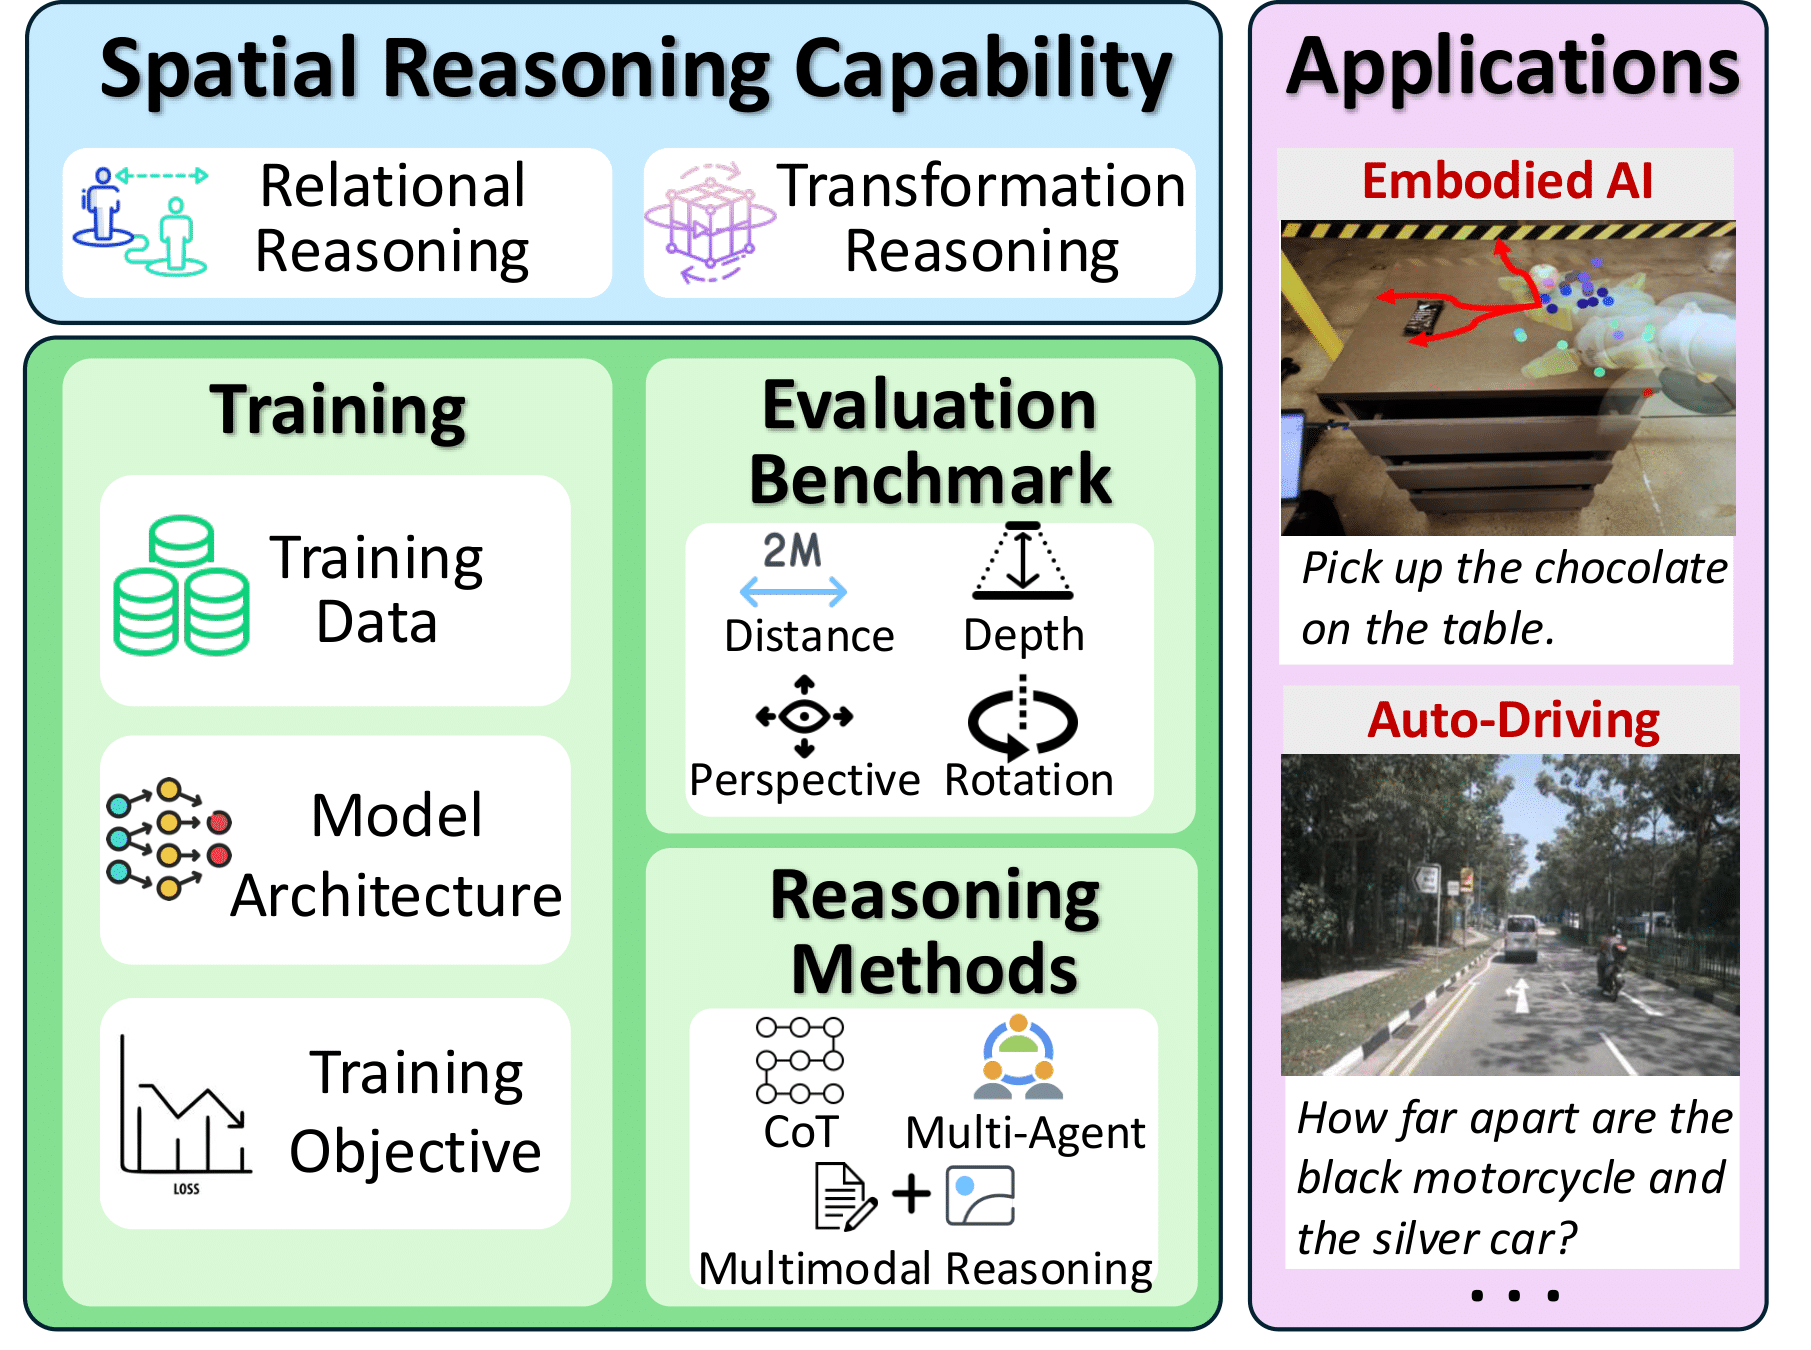 Spatial Reasoning Capability
Relational
Reasoning
Transformation
Reasoning
Training
Training
Data
Model
Architecture
Training
Objective
LOSS
Evaluation
Benchmark
2M
Distance
Depth
Perspective
Rotation
Reasoning
Methods
CoT
Multi-Agent
+
Multimodal Reasoning
Applications
Embodied AI
Pick up the chocolate
on the table.
Auto-Driving
How far apart are the
black motorcycle and
the silver car?
. . .